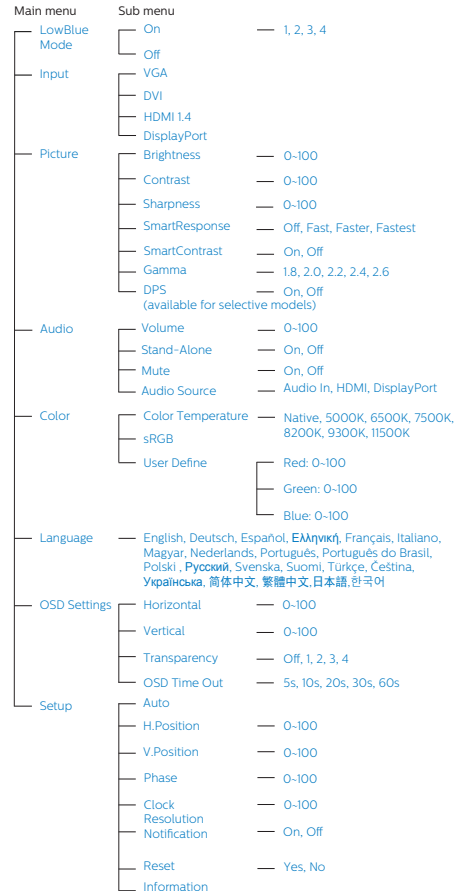 Main menu Sub menu
LowBlue Mode On 1, 2, 3, 4
Off
Input VGA
DVI
HDMI 1.4
DisplayPort
Picture Brightness 0~100
Contrast 0~100
Sharpness 0~100
SmartResponse Off, Fast, Faster, Fastest
SmartContrast On, Off
Gamma 1.8, 2.0, 2.2, 2.4, 2.6
DPS On, Off
(available for selective models)
Audio Volume 0~100
Stand-Alone On, Off
Mute On, Off
Audio Source Audio In, HDMI, DisplayPort
Color Color Temperature Native, 5000K, 6500K, 7500K,
8200K, 9300K, 11500K
sRGB
User Define Red: 0~100
Green: 0~100
Blue: 0~100
Language English, Deutsch, Español, Ελληνική, Français, Italiano,
Magyar, Nederlands, Português, Português do Brasil,
Polski , Русский, Svenska, Suomi, Türkçe, Čeština,
Українська, 简体中文, 繁體中文,日本語,한국어
OSD Settings Horizontal 0~100
Vertical 0~100
Transparency Off, 1, 2, 3, 4
OSD Time Out 5s, 10s, 20s, 30s, 60s
Setup Auto
H.Position 0~100
V.Position 0~100
Phase 0~100
Clock 0~100
Resolution
Notification On, Off
Reset Yes, No
Information